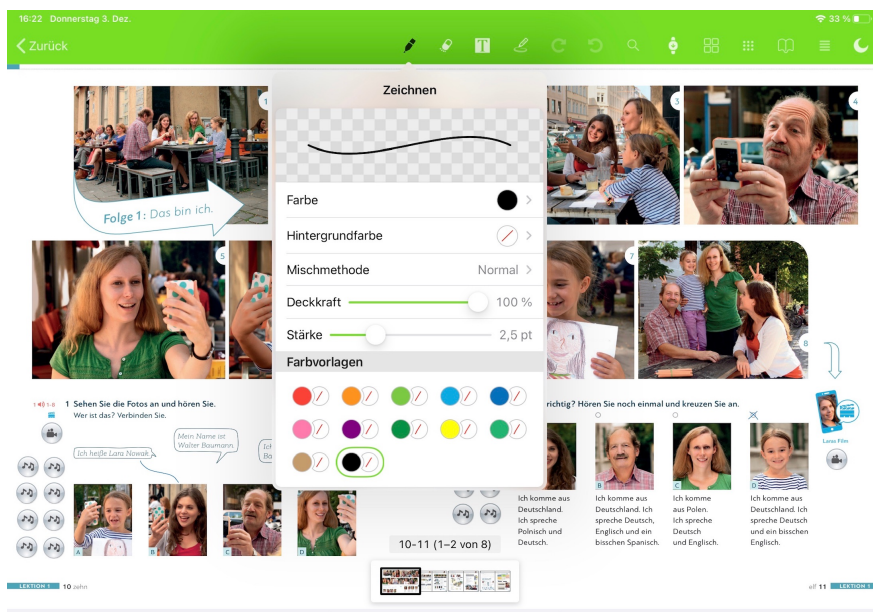 16:22 Donnerstag 3. Dez.
33 %
Zurück
T
Zeichnen
Farbe
Hintergrundfarbe
Mischmethode Normal
Deckkraft 100 %
Stärke 2,5 pt
Farbvorlagen
1
3
4
Folge 1: Das bin ich.
5
7
8
1 Sehen Sie die Fotos an und hören Sie.
Wer ist das? Verbinden Sie.
Ich heiße Lara Nowak.
Mein Name ist
Walter Baumann.
A
B
C
D
richtig? Hören Sie noch einmal und kreuzen Sie an.
B
C
D
Ich komme aus
Deutschland.
Ich spreche
Polnisch und
Deutsch.
Ich komme aus
Deutschland. Ich
spreche Deutsch,
Englisch und ein
bisschen Spanisch.
Ich komme
aus Polen.
Ich spreche
Deutsch
und Englisch.
Ich komme aus
Deutschland. Ich
spreche Deutsch
und ein bisschen
Englisch.
Laras Film
10-11 (1–2 von 8)
LEKTION 1 10 zehn
elf 11 LEKTION 1